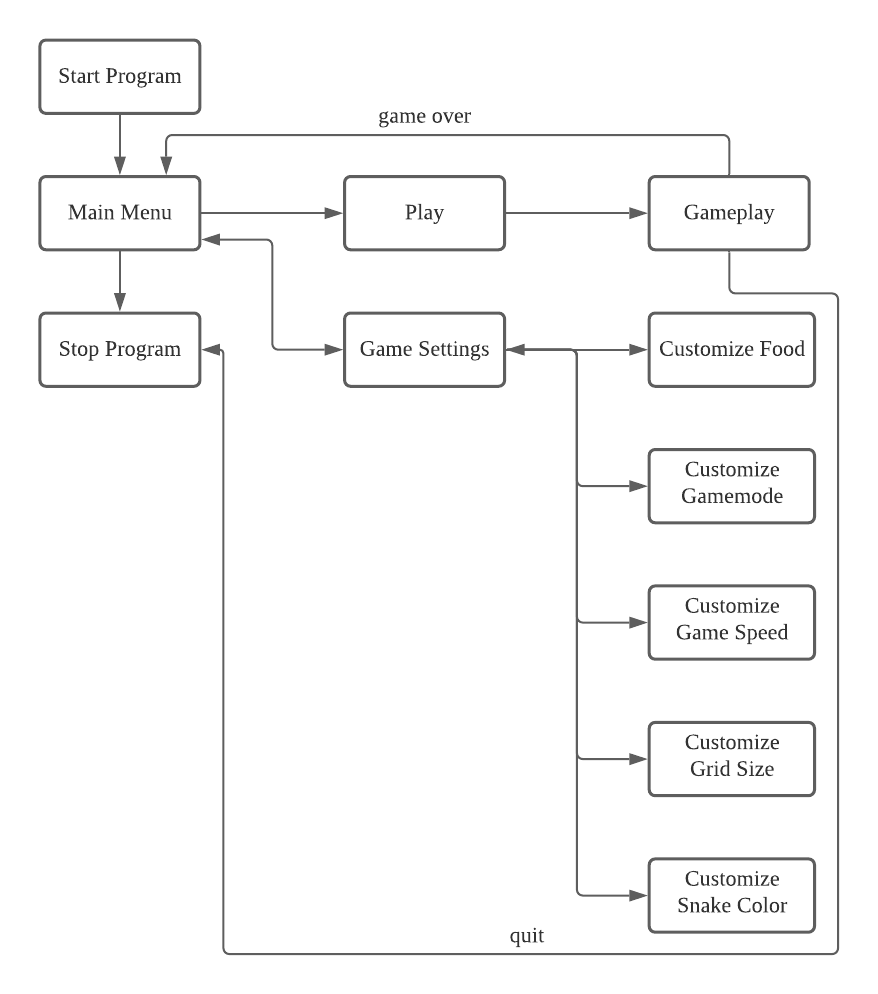 Start Program
game over
Main Menu
Play
Gameplay
Stop Program
Game Settings
Customize Food
Customize
Gamemode
Customize
Game Speed
Customize
Grid Size
Customize
Snake Color
quit